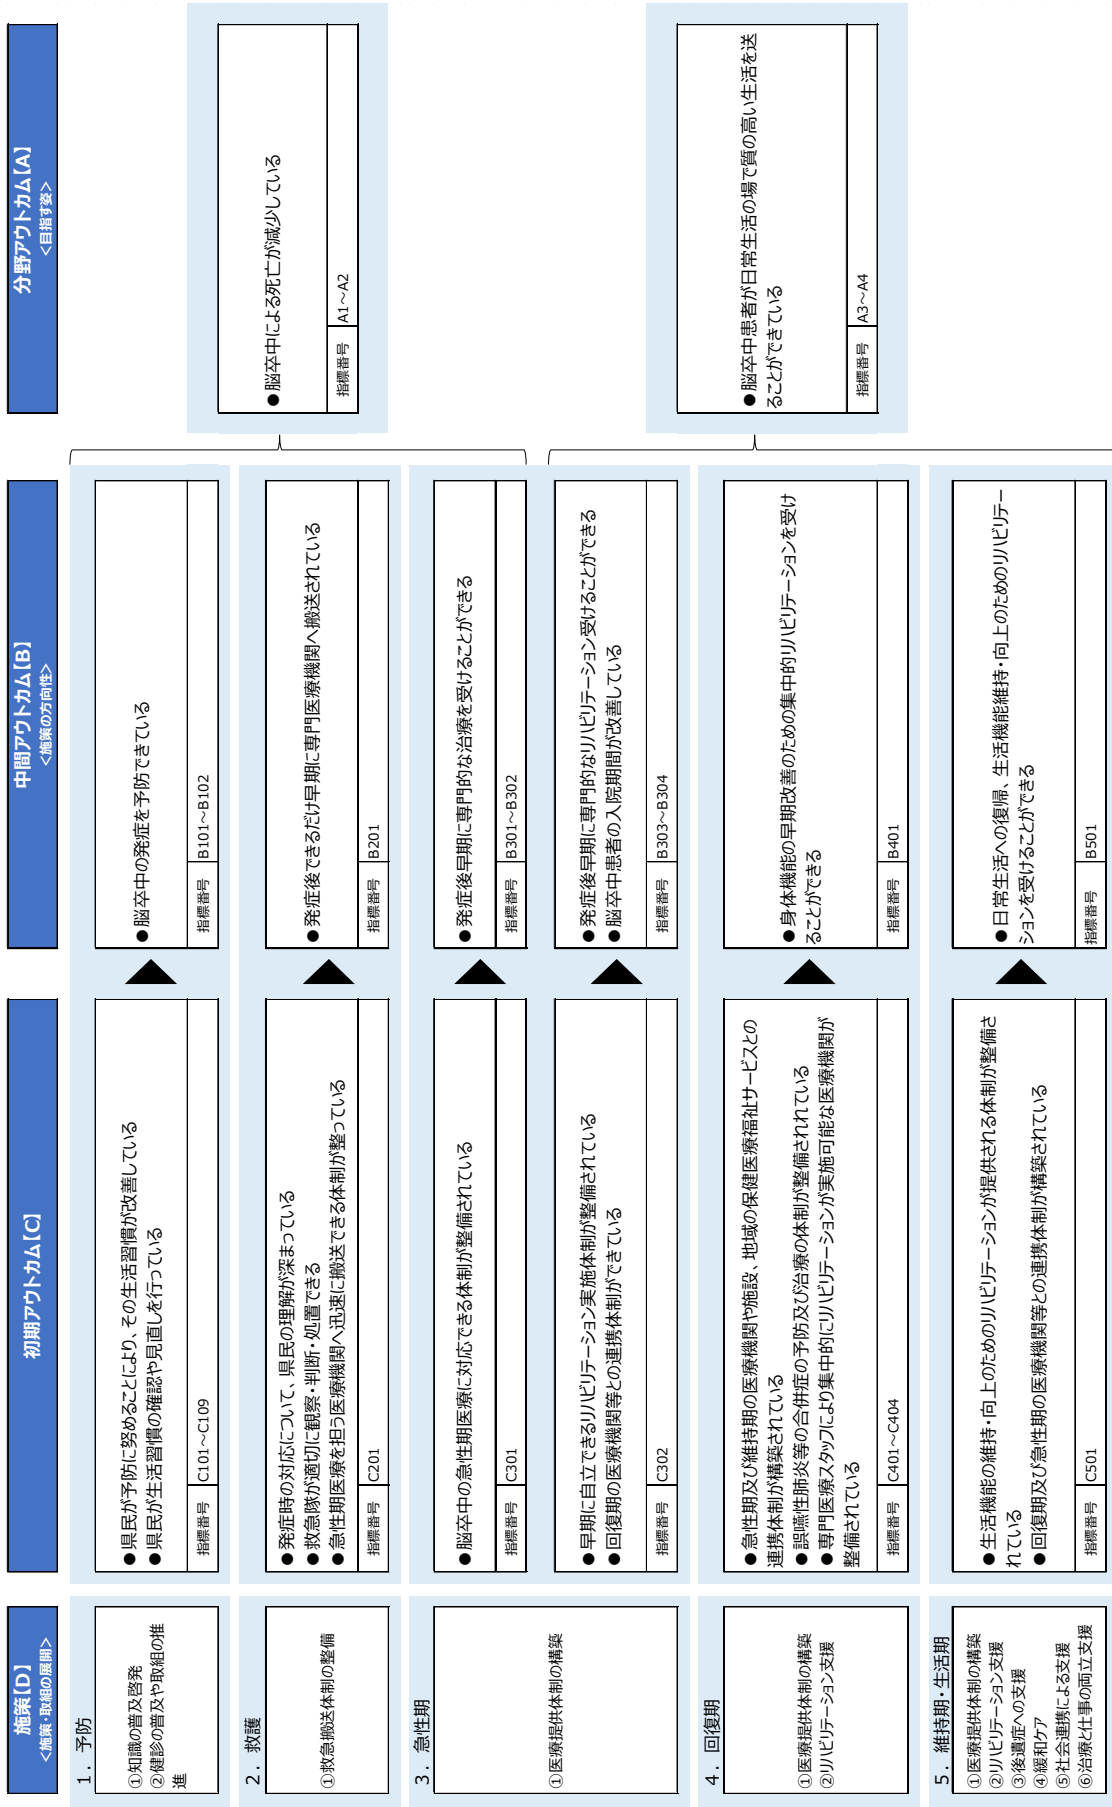 施策【D】
＜施策・取組の展開＞
初期アウトカム【C】
中間アウトカム【B】
＜施策の方向性＞
分野アウトカム【A】
＜目指す姿＞
1．予防
①知識の普及啓発
②健診の普及や取組の推
進
●県民が予防に努めることにより、その生活習慣が改善している
●県民が生活習慣の確認や見直しを行っている
指標番号 C101～C109
●脳卒中の発症を予防できている
指標番号 B101～B102
2．救護
①救急搬送体制の整備
●発症時の対応について、県民の理解が深まっている
●救急隊が適切に観察・判断・処置できる
●急性期医療を担う医療機関へ迅速に搬送できる体制が整っている
指標番号 C201
●発症後できるだけ早期に専門医療機関へ搬送されている
指標番号 B201
●脳卒中による死亡が減少している
指標番号 A1～A2
3．急性期
①医療提供体制の構築
●脳卒中の急性期医療に対応できる体制が整備されている
指標番号 C301
●発症後早期に専門的な治療を受けることができる
指標番号 B301～B302
●早期に自立できるリハビリテーション実施体制が整備されている
●回復期の医療機関等との連携体制ができている
指標番号 C302
●発症後早期に専門的なリハビリテーション受けることができる
●脳卒中患者の入院期間が改善している
指標番号 B303～B304
4．回復期
①医療提供体制の構築
②リハビリテーション支援
●急性期及び維持期の医療機関や施設、地域の保健医療福祉サービスとの
連携体制が構築されている
●誤嚥性肺炎等の合併症の予防及び治療の体制が整備されれている
●専門医療スタッフにより集中的にリハビリテーションが実施可能な医療機関が
整備されている
指標番号 C401～C404
●身体機能の早期改善のための集中的リハビリテーションを受け
ることができる
指標番号 B401
●脳卒中患者が日常生活の場で質の高い生活を送
ることができている
指標番号 A3～A4
5．維持期・生活期
①医療提供体制の構築
②リハビリテーション支援
③後遺症への支援
④緩和ケア
⑤社会連携による支援
⑥治療と仕事の両立支援
●生活機能の維持・向上のためのリハビリテーションが提供される体制が整備さ
れている
●回復期及び急性期の医療機関等との連携体制が構築されている
指標番号 C501
●日常生活への復帰、生活機能維持・向上のためのリハビリテー
ションを受けることができる
指標番号 B501